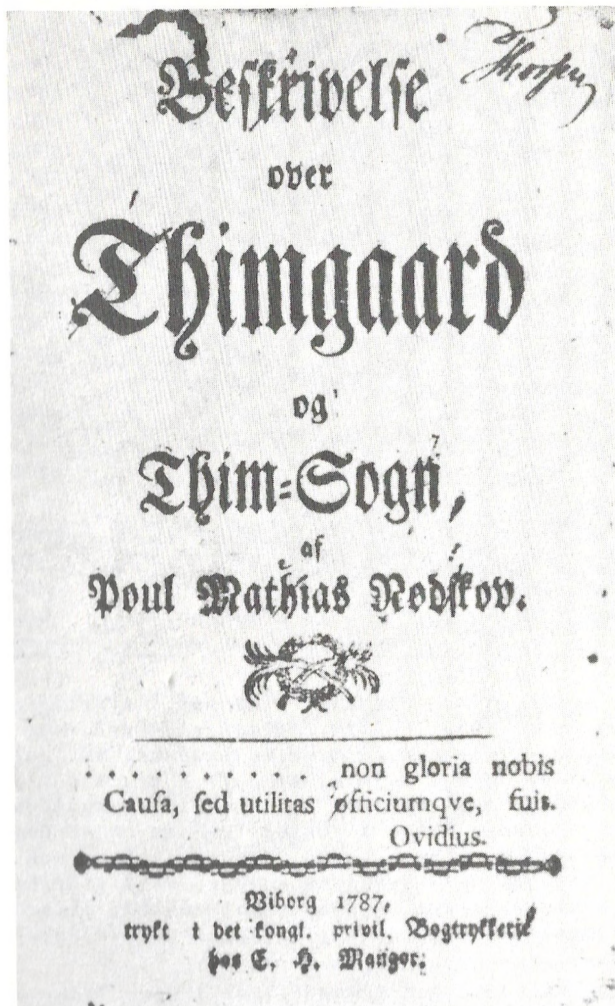 Beskrivelse
over
Thimgaard
og
Thim=Sogn,
af
Poul Mathias Rodskov.
. . . . . . . . . . non gloria nobis
Causa, sed utilitas officiumqve, fuit.
Ovidius.
Viborg 1787,
trykt i det kongl. privil. Bogtrykkerie
hos C. H. Mangor.